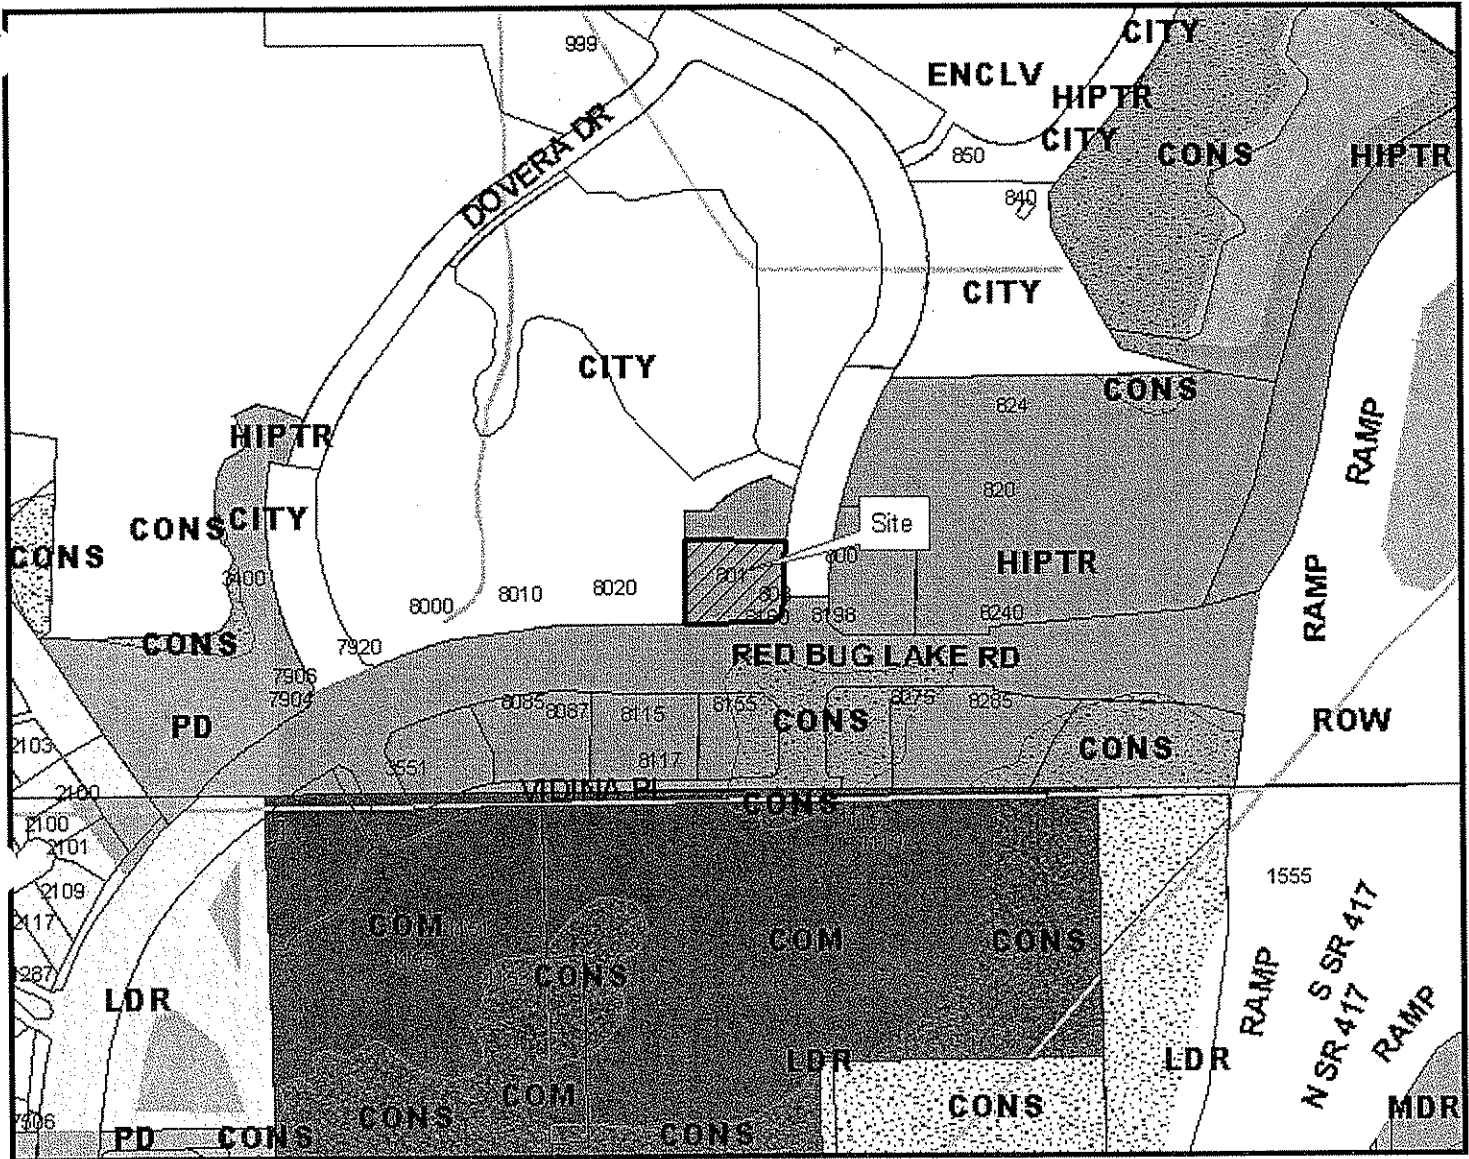 CITY
999
ENCLV
HIPTR
DOVERA DR
CITY
850
CONS
HIPTR
840
CITY
CITY
CONS
824
HIPTR
RAMP
820
CITY
CONS
Site
CONS
800
HIPTR
801
3400
8000
8010
8020
RAMP
8198
8240
CONS
7920
RED BUG LAKE RD
7906
7904
PD
8085
8087
8115
8155
CONS
8275
8285
ROW
2103
CONS
8117
3551
VIDINA PL
2100
CONS
2100
2101
1555
2109
2117
COM
COM
CONS
S SR 417
CONS
LDR
RAMP
N SR 417
RAMP
LDR
LDR
COM
CONS
CONS
MDR
PD
CONS
CONS